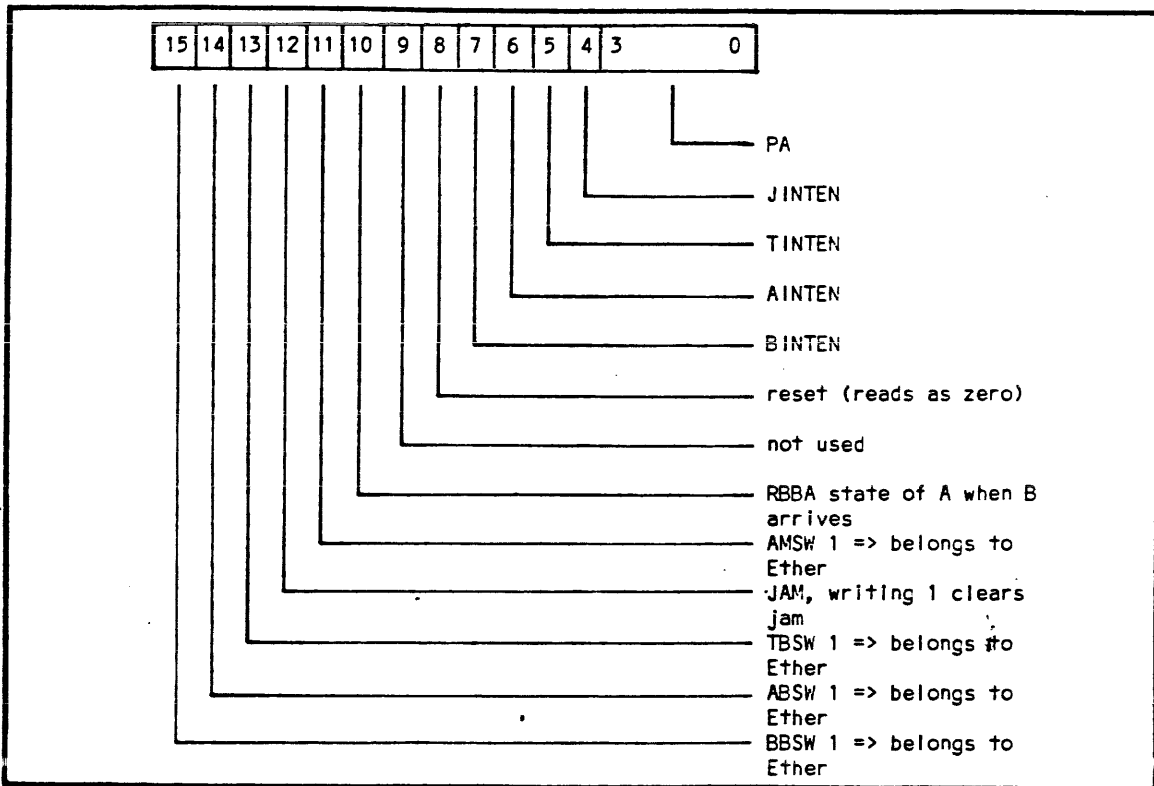 15 14 13 12 11 10 9 8 7 6 5 4 3 0
PA
JINTEN
TINTEN
AINTEN
BINTEN
reset (reads as zero)
not used
RBBA state of A when B
arrives
AMSW 1 => belongs to
Ether
JAM, writing 1 clears
jam
TBSW 1 => belongs to
Ether
ABSW 1 => belongs to
Ether
BBSW 1 => belongs to
Ether